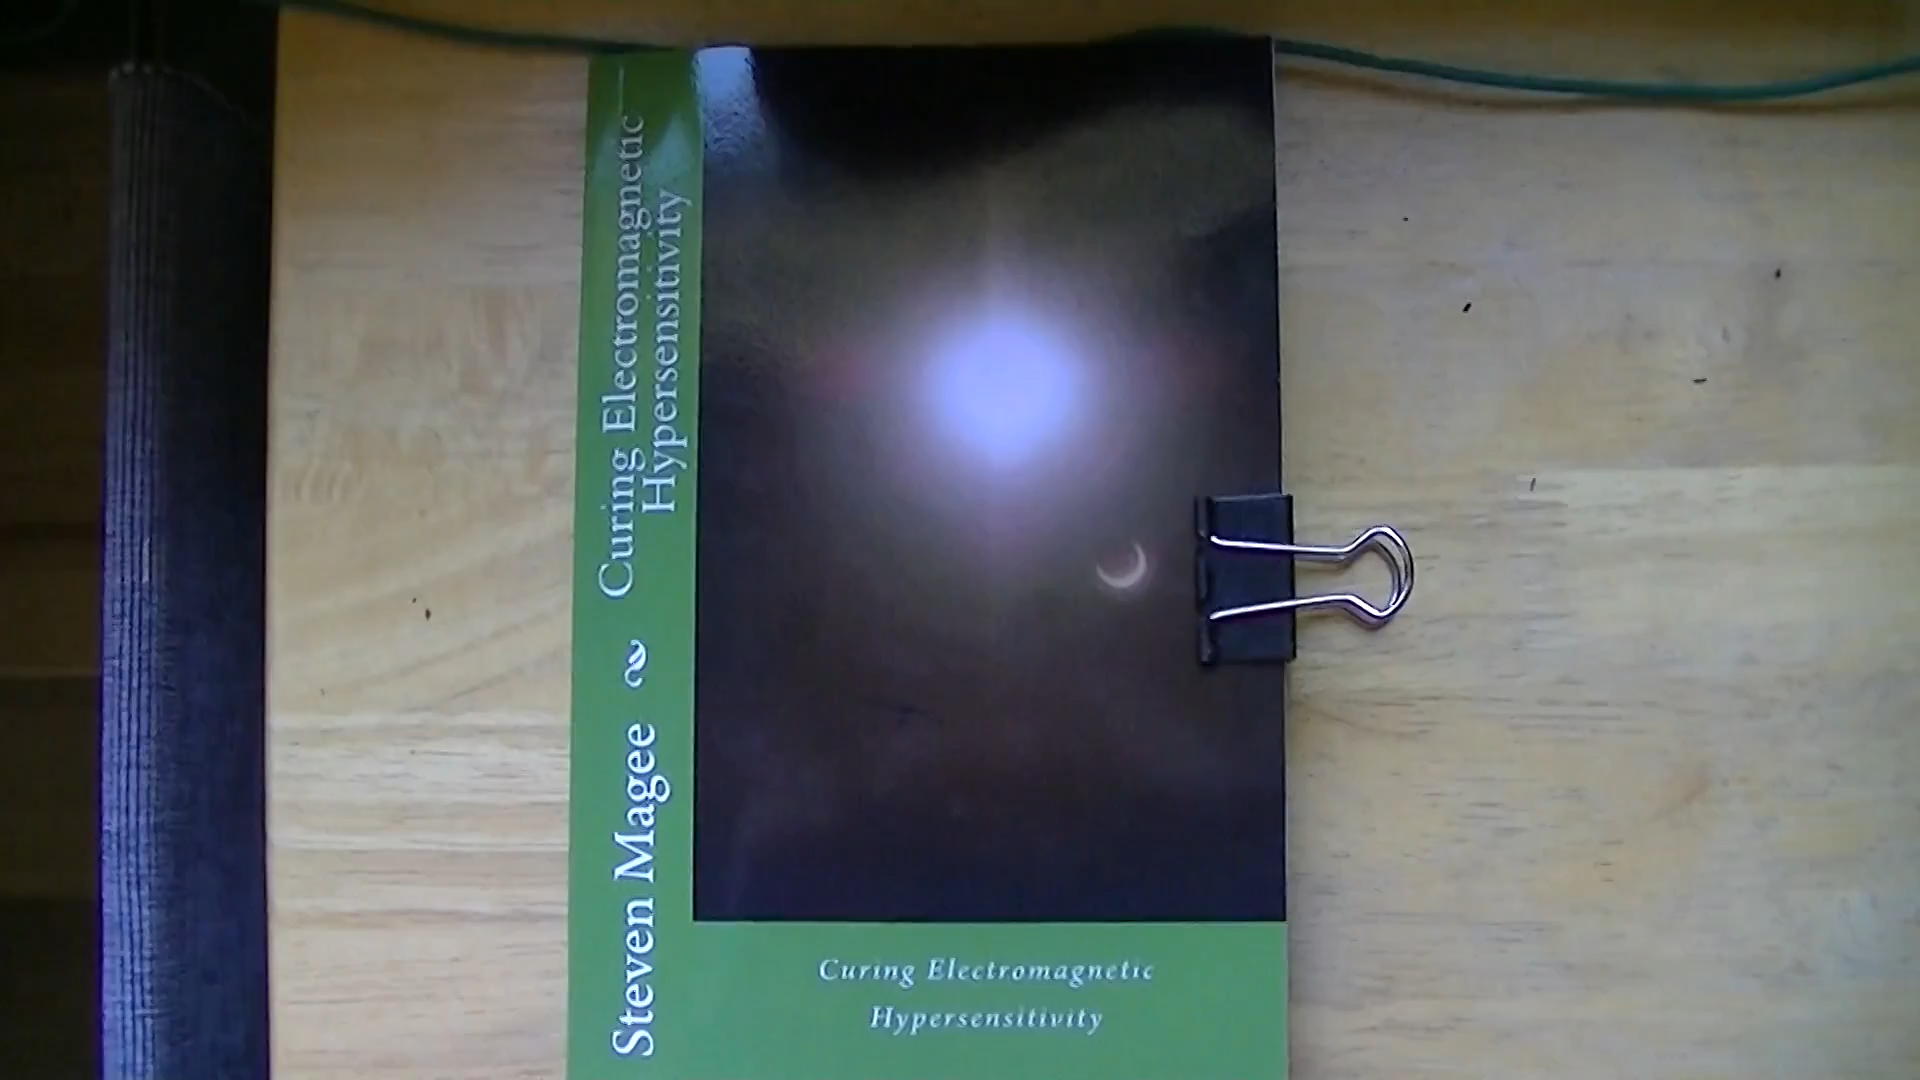 Curing Electromagnetic
Hypersensitivity
Steven Magee
Curing Electromagnetic
Hypersensitivity